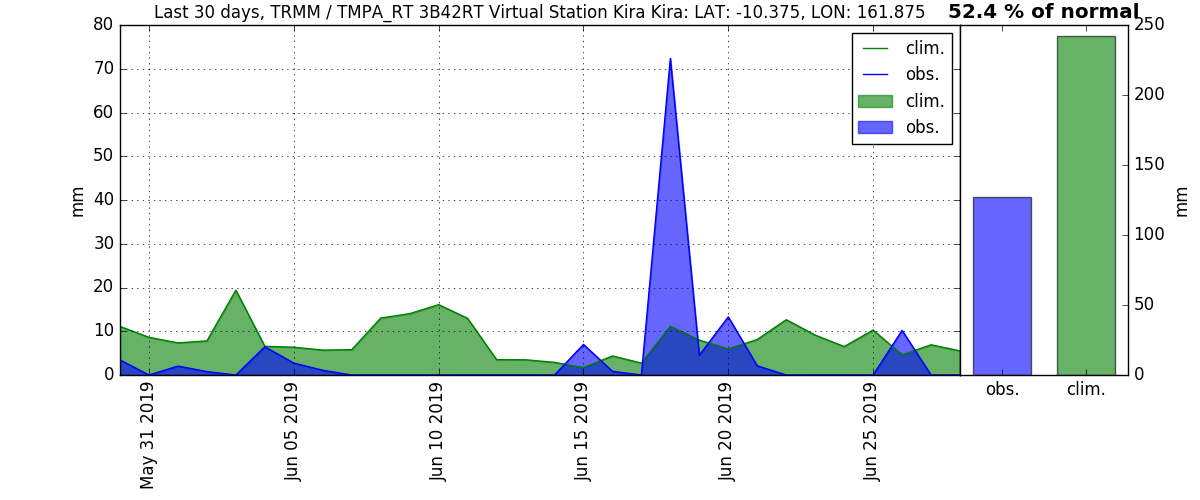 Last 30 days, TRMM / TMPA_RT 3B42RT Virtual Station Kira Kira: LAT: -10.375, LON: 161.875
52.4 % of normal
80
70
60
50
40
30
20
10
0
mm
clim.
obs.
clim.
obs.
May 31 2019
Jun 05 2019
Jun 10 2019
Jun 15 2019
Jun 20 2019
Jun 25 2019
250
200
150
100
50
0
mm
obs.
clim.